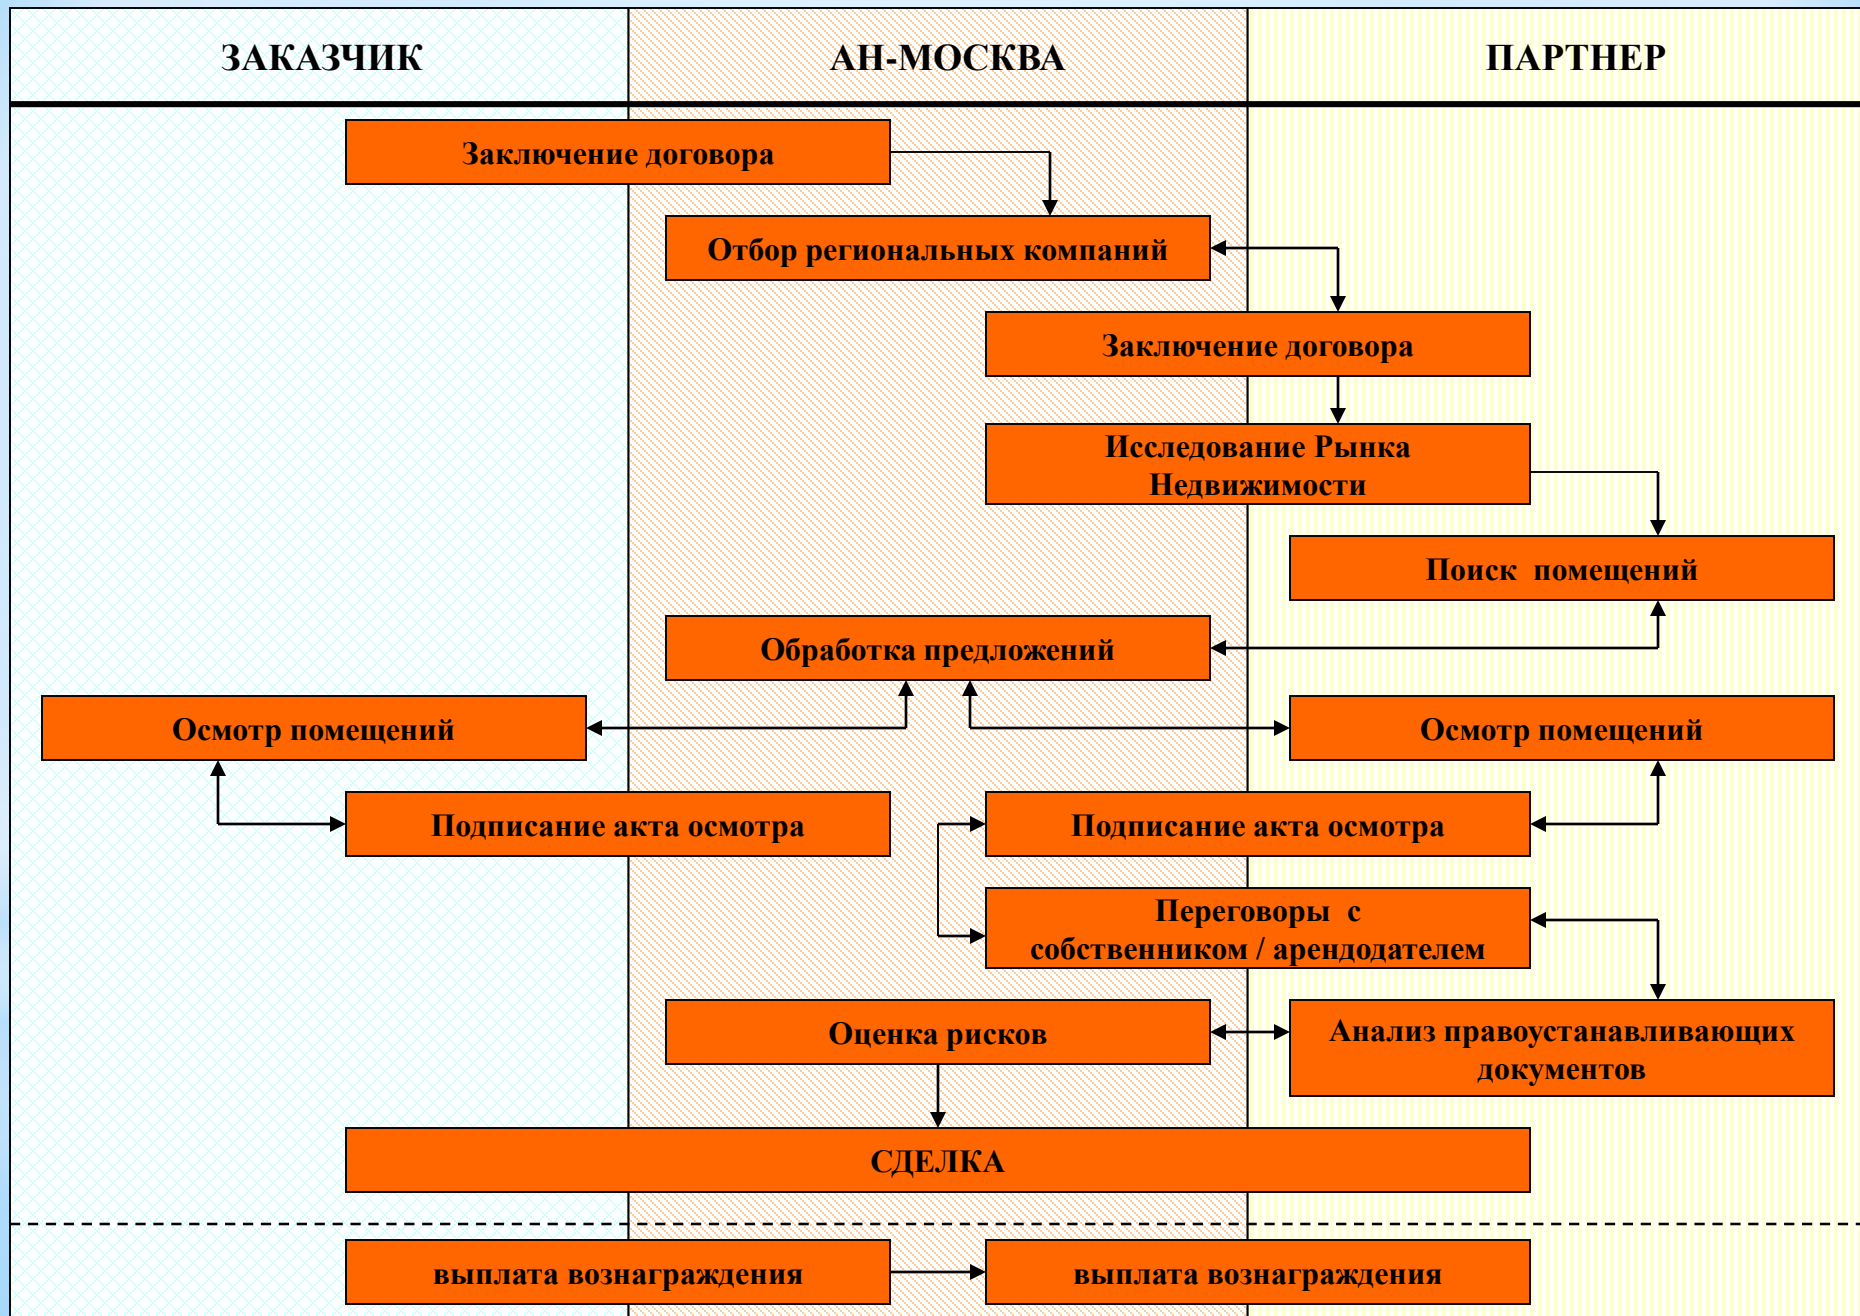 ЗАКАЗЧИК
АН-МОСКВА
ПАРТНЕР
Заключение договора
Отбор региональных компаний
Заключение договора
Исследование Рынка
Недвижимости
Поиск помещений
Обработка предложений
Осмотр помещений
Осмотр помещений
Подписание акта осмотра
Подписание акта осмотра
Переговоры с
собственником / арендодателем
Оценка рисков
Анализ правоустанавливающих
документов
СДЕЛКА
выплата вознаграждения
выплата вознаграждения